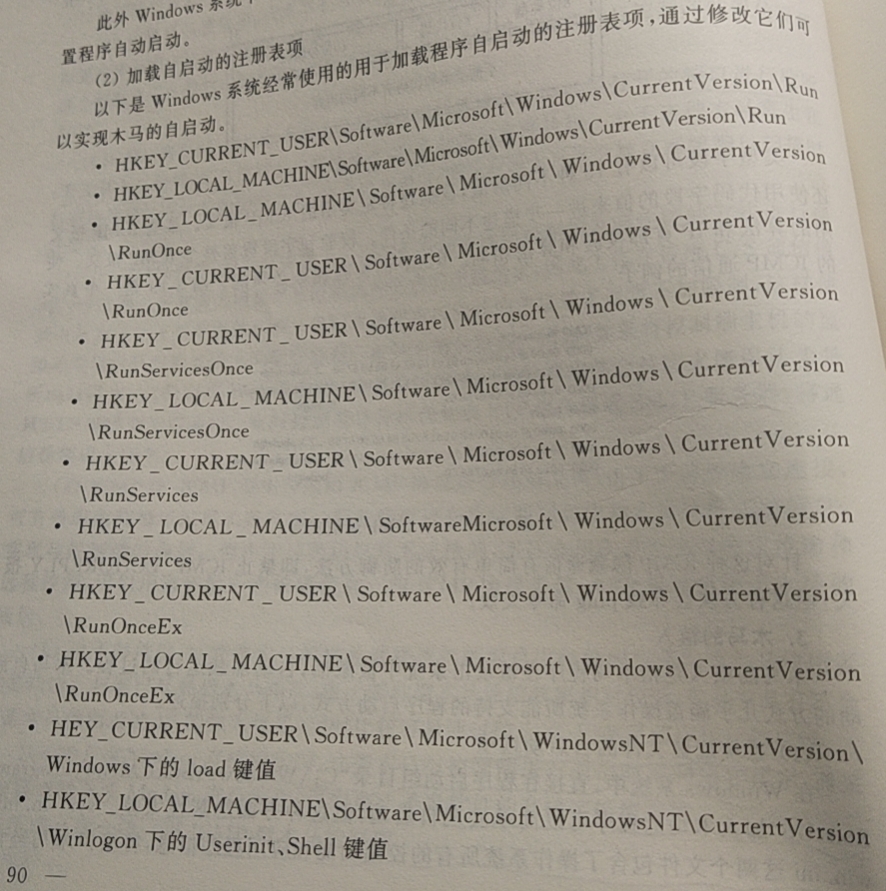 此外 Windows 系统
置程序自动启动。
(2) 加载自启动的注册表项
以下是 Windows 系统经常使用的用于加载程序自启动的注册表项,通过修改它们可
以实现木马的自启动。
• HKEY_CURRENT_USER\Software\Microsoft\Windows\CurrentVersion\Run
• HKEY_LOCAL_MACHINE\Software\Microsoft\Windows\CurrentVersion\Run
• HKEY_LOCAL_MACHINE\Software\Microsoft\Windows\CurrentVersion
\RunOnce
• HKEY_CURRENT_USER\Software\Microsoft\Windows\CurrentVersion
\RunOnce
• HKEY_CURRENT_USER\Software\Microsoft\Windows\CurrentVersion
\RunServicesOnce
• HKEY_LOCAL_MACHINE\Software\Microsoft\Windows\CurrentVersion
\RunServicesOnce
• HKEY_CURRENT_USER\Software\Microsoft\Windows\CurrentVersion
\RunServices
• HKEY_LOCAL_MACHINE\SoftwareMicrosoft\Windows\CurrentVersion
\RunServices
• HKEY_CURRENT_USER\Software\Microsoft\Windows\CurrentVersion
\RunOnceEx
• HKEY_LOCAL_MACHINE\Software\Microsoft\Windows\CurrentVersion
\RunOnceEx
• HEY_CURRENT_USER\Software\Microsoft\WindowsNT\CurrentVersion\
Windows 下的 load 键值
• HKEY_LOCAL_MACHINE\Software\Microsoft\WindowsNT\CurrentVersion
\Winlogon 下的 Userinit、Shell 键值
90 —